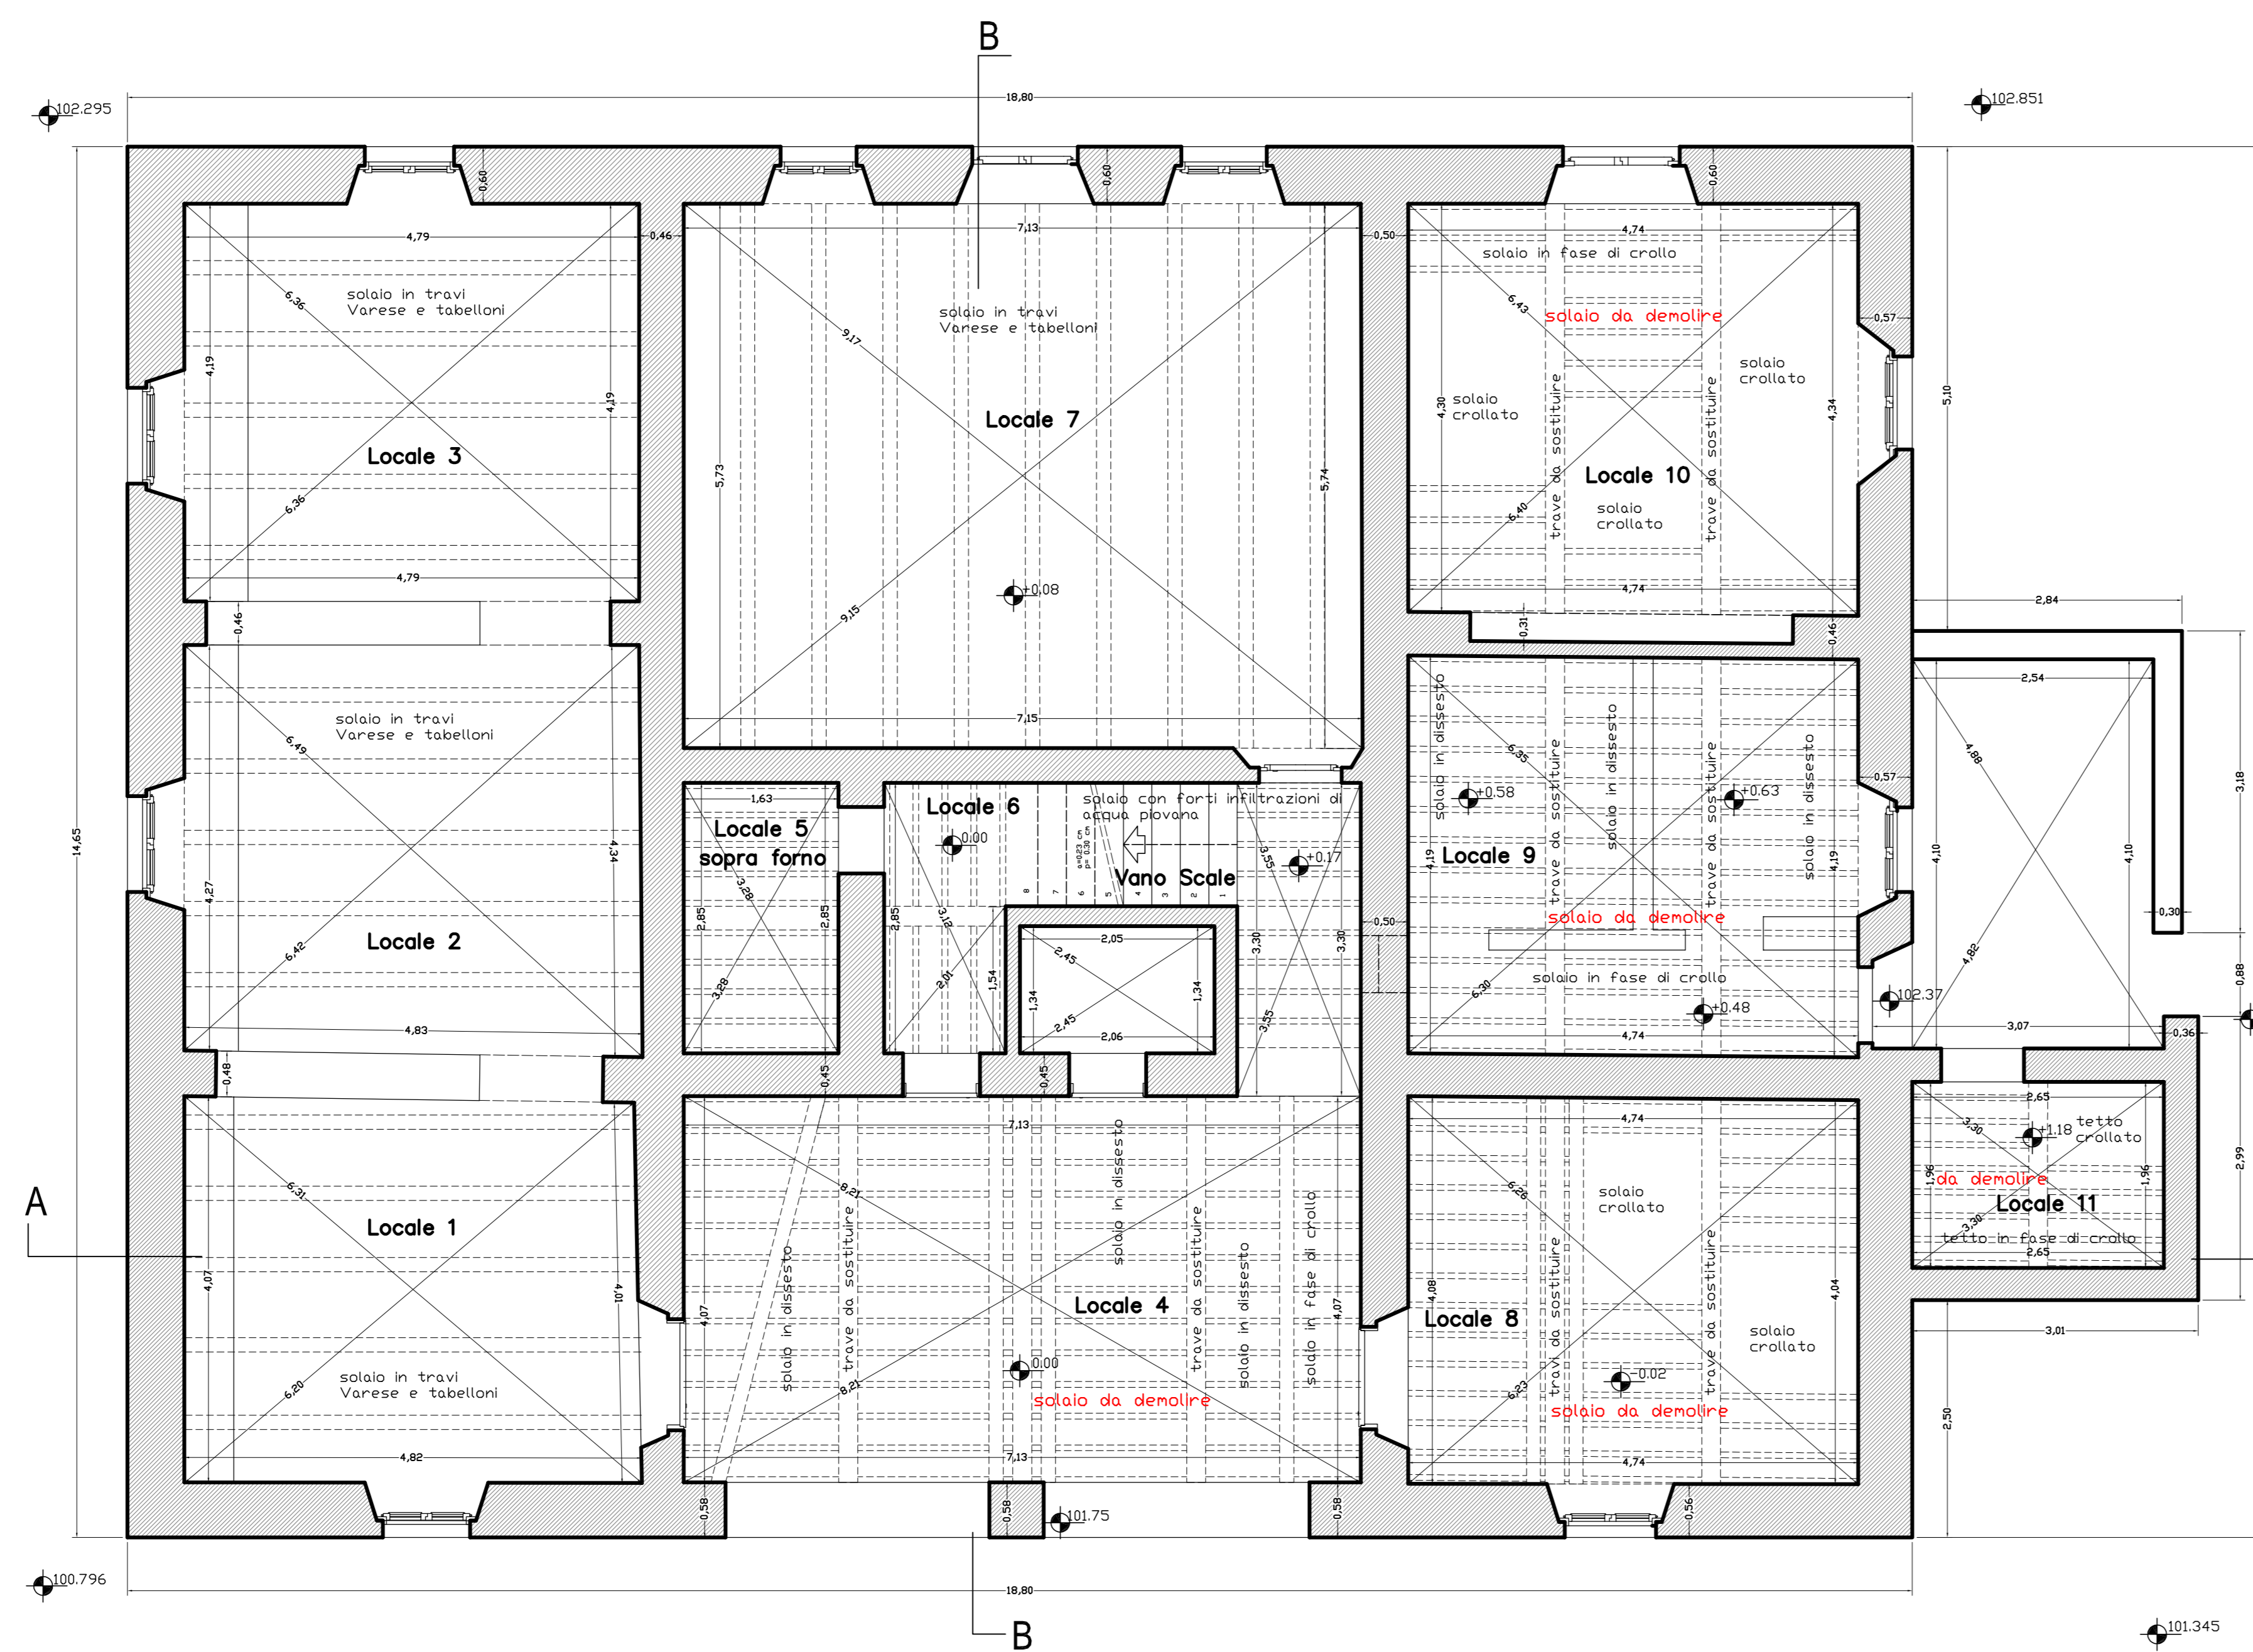 B
18,80
102.295
102.851
0,60
0,60
0,60
4,79
0,46
7,13
0,50
4,74
solaio in fase di crollo
solaio in travi
Varese e tabelloni
6,36
solaio in travi
Varese e tabelloni
9,17
6,43
solaio da demolire
0,57
4,19
4,19
solaio
crollato
solaio
crollato
4,30
4,34
5,10
trave da sostituire
trave da sostituire
Locale 7
Locale 3
Locale 10
5,73
5,74
6,36
6,40
solaio
crollato
4,79
+0.08
4,74
9,15
2,84
0,46
0,31
0,46
2,54
solaio in travi
Varese e tabelloni
6,49
7,15
6,35
4,88
solaio in dissesto
trave da sostituire
solaio in dissesto
trave da sostituire
solaio in dissesto
0,57
3,18
1,63
Locale 6
solaio con forti infiltrazioni di
acqua piovana
+0.58
+0.63
Locale 5
sopra forno
0.00
a=0.23 cm
p= 0.30 cm
+0.17
Locale 9
14,65
4,34
4,27
4,19
4,19
4,10
4,10
3,28
Vano Scale
3,55
8
7
6
5
4
3
2
1
2,85
2,85
2,85
3,12
0,50
0,30
solaio da demolire
Locale 2
6,42
2,05
2,45
3,30
3,30
4,82
3,28
2,01
1,54
1,34
1,34
solaio in fase di crollo
6,30
0,88
102.37
+0.48
4,83
2,45
2,06
3,55
4,74
3,07
0,36
0,48
0,45
0,45
2,65
7,13
4,74
3,30
+1.18
tetto
crollato
6,31
8,21
6,26
solaio
crollato
1,96
1,96
2,99
da demolire
Locale 11
A
Locale 1
3,30
tetto in fase di crollo
2,65
4,07
4,01
4,07
solaio in dissesto
trave da sostituire
solaio in dissesto
trave da sostituire
solaio in dissesto
solaio in fase di crollo
4,07
4,08
travi da sostituire
trave da sostituire
4,04
Locale 4
Locale 8
solaio
crollato
3,01
solaio in travi
Varese e tabelloni
6,20
0.00
8,21
solaio da demolire
-0.02
6,23
solaio da demolire
2,50
4,82
7,13
4,74
0,58
0,58
101.75
0,58
0,56
100.796
18,80
B
101.345